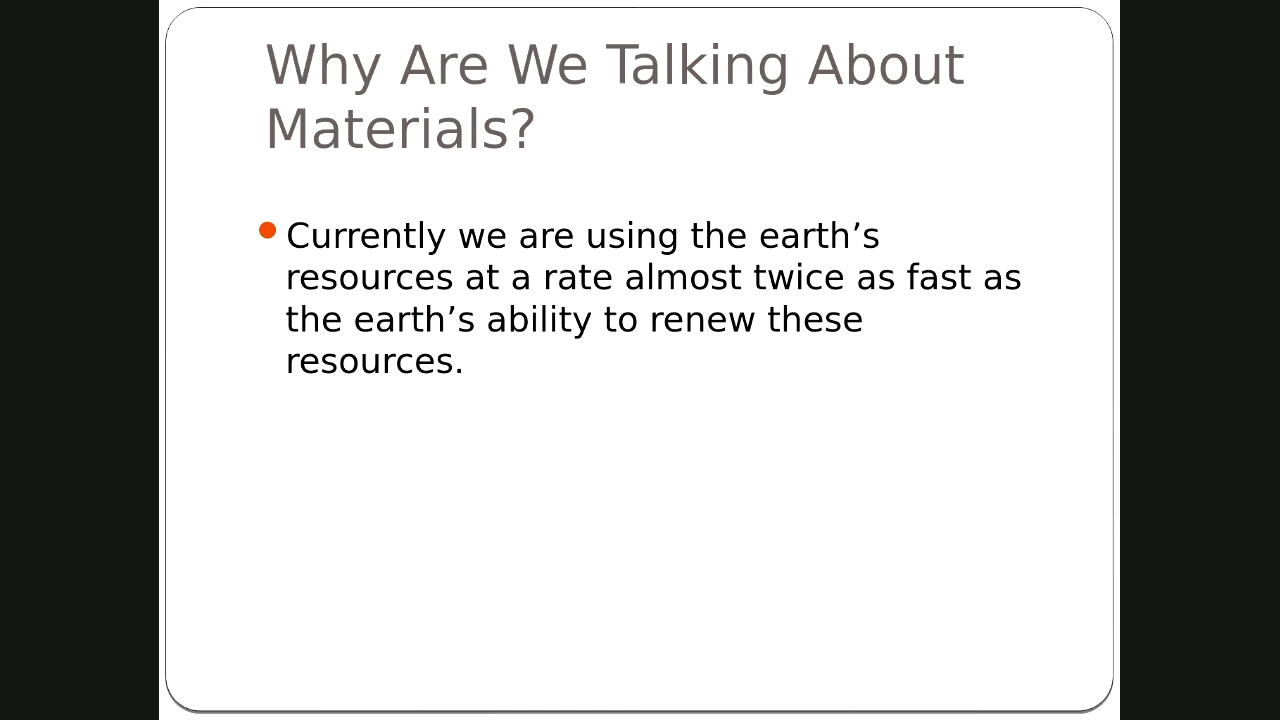 Why Are We Talking About
Materials?
Currently we are using the earth’s
resources at a rate almost twice as fast as
the earth’s ability to renew these
resources.